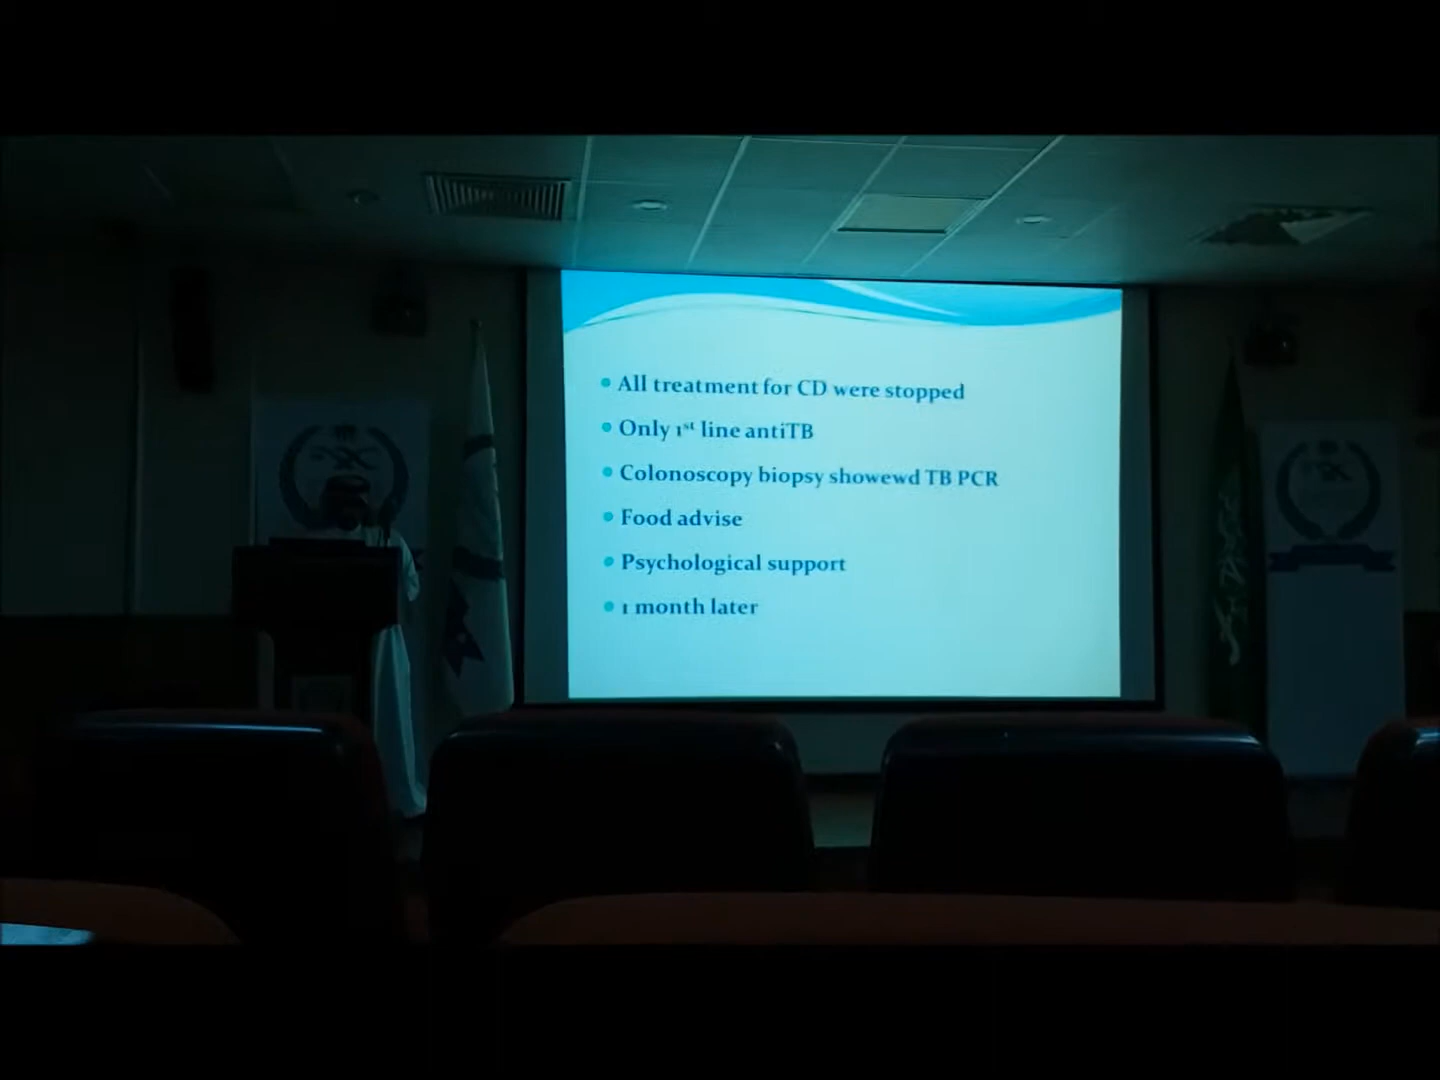 All treatment for CD were stopped
Only 1st line antiTB
Colonoscopy biopsy showewd TB PCR
Food advise
Psychological support
1 month later